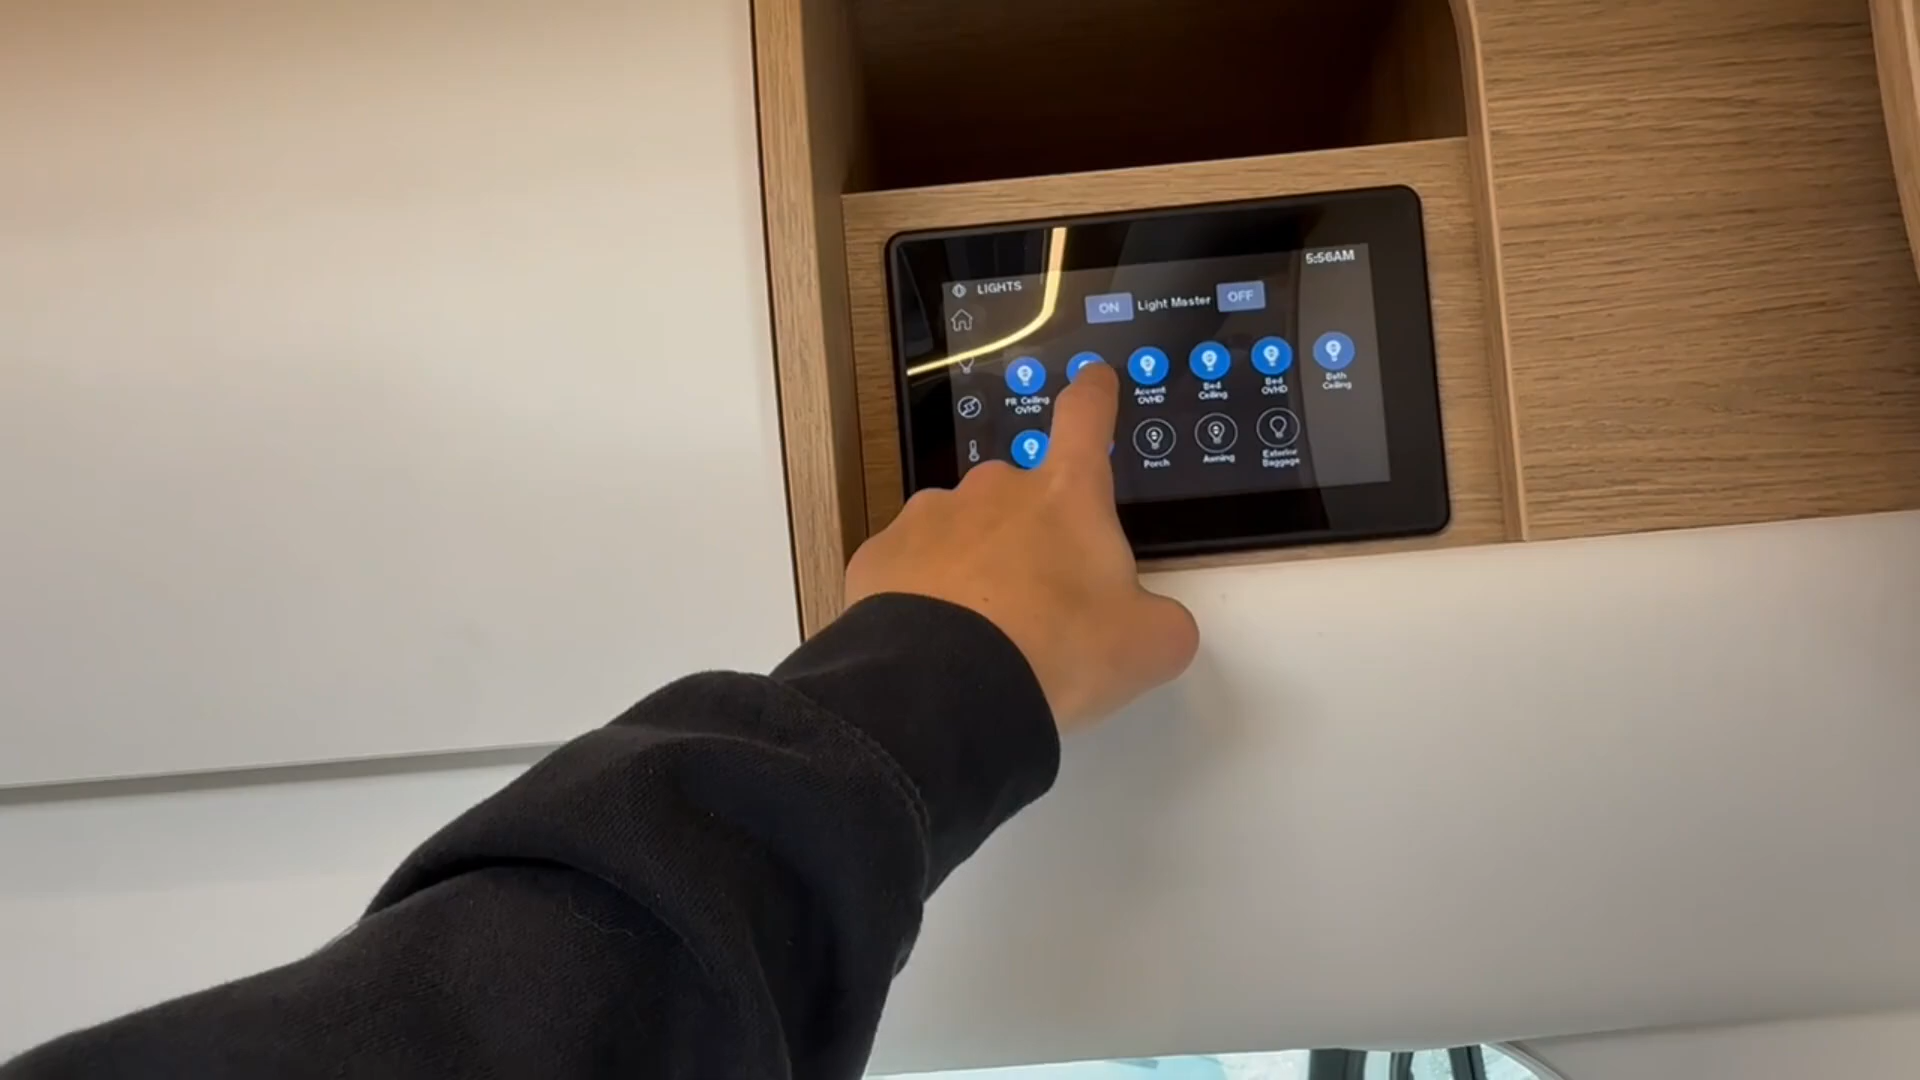 5:56AM
LIGHTS
ON Light Master OFF
FR Ceiling
OVHD
Accent
OVHD
Bed
Ceiling
Bed
OVHD
Bath
Ceiling
Porch
Awning
Exterior
Baggage